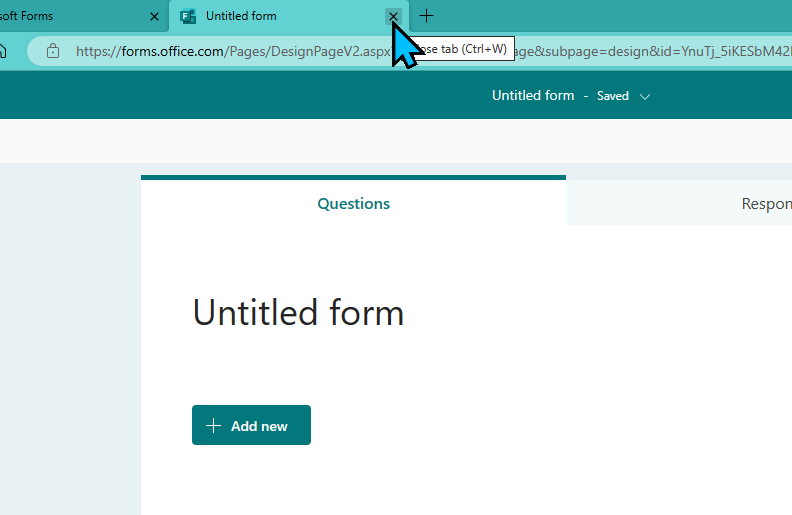 soft Forms
Untitled form
https://forms.office.com/Pages/DesignPageV2.aspx
age&subpage=design&id=YnuTj_5iKESbM42
ose tab (Ctrl+W)
Untitled form - Saved
Questions
Respon
Untitled form
Add new